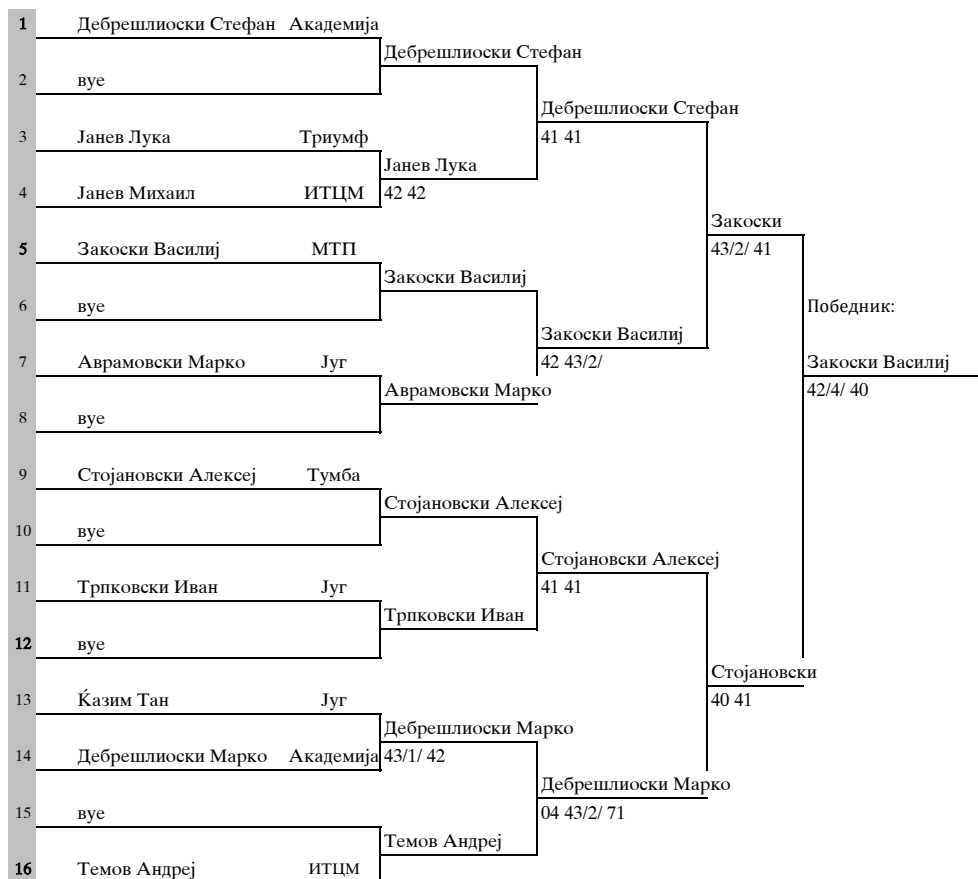 1 Дебрешлиоски Стефан Академија
Дебрешлиоски Стефан
2 вуе
Дебрешлиоски Стефан
3 Јанев Лука Триумф 41 41
Јанев Лука
4 Јанев Михаил ИТЦМ 42 42
Закоски
5 Закоски Василиј МТП 43/2/ 41
Закоски Василиј
6 вуе Победник:
Закоски Василиј
7 Аврамовски Марко Југ 42 43/2/ Закоски Василиј
Аврамовски Марко 42/4/ 40
8 вуе
9 Стојановски Алексеј Тумба
Стојановски Алексеј
10 вуе
Стојановски Алексеј
11 Трпковски Иван Југ 41 41
Трпковски Иван
12 вуе
Стојановски
13 Ќазим Тан Југ 40 41
Дебрешлиоски Марко
14 Дебрешлиоски Марко Академија 43/1/ 42
Дебрешлиоски Марко
15 вуе 04 43/2/ 71
Темов Андреј
16 Темов Андреј ИТЦМ